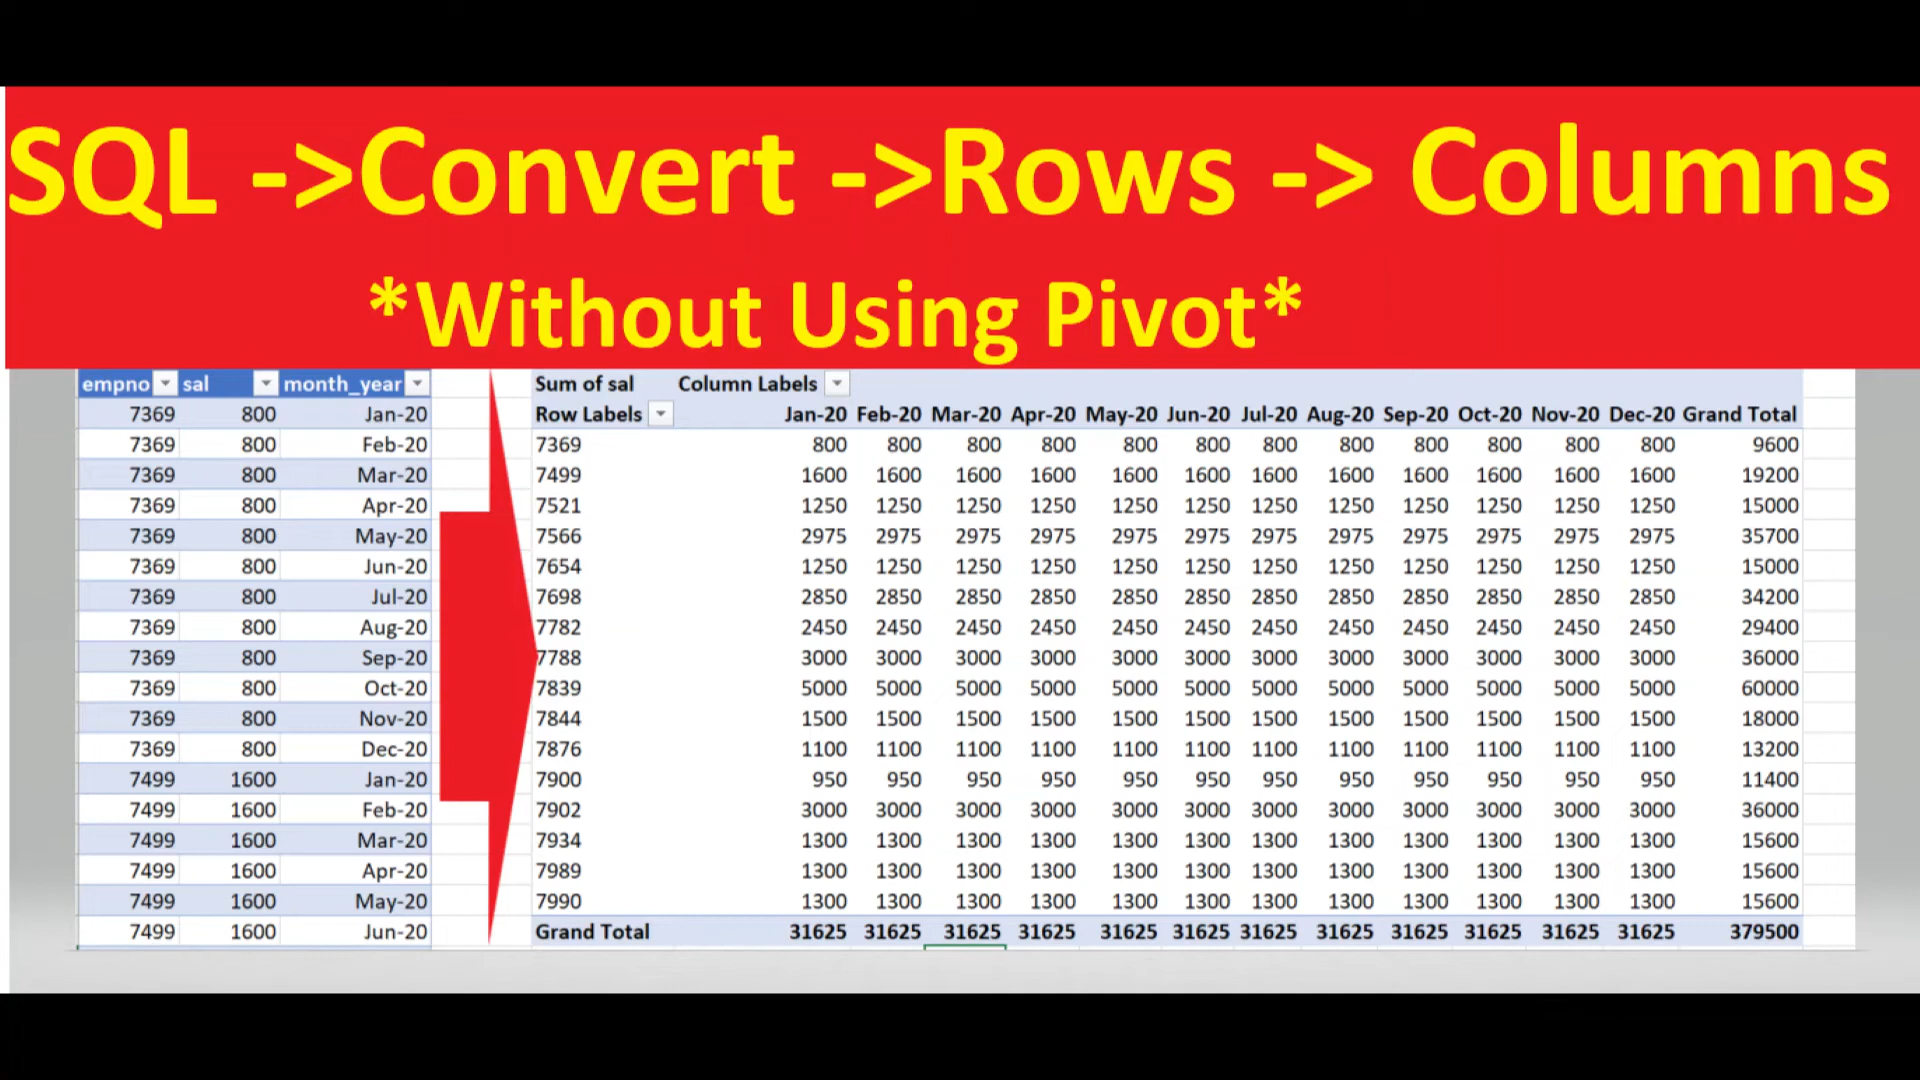 SQL ->Convert ->Rows -> Columns
*Without Using Pivot*
empno sal month_year
7369 800 Jan-20
7369 800 Feb-20
7369 800 Mar-20
7369 800 Apr-20
7369 800 May-20
7369 800 Jun-20
7369 800 Jul-20
7369 800 Aug-20
7369 800 Sep-20
7369 800 Oct-20
7369 800 Nov-20
7369 800 Dec-20
7499 1600 Jan-20
7499 1600 Feb-20
7499 1600 Mar-20
7499 1600 Apr-20
7499 1600 May-20
7499 1600 Jun-20
Sum of sal Column Labels
Row Labels Jan-20 Feb-20 Mar-20 Apr-20 May-20 Jun-20 Jul-20 Aug-20 Sep-20 Oct-20 Nov-20 Dec-20 Grand Total
7369 800 800 800 800 800 800 800 800 800 800 800 800 9600
7499 1600 1600 1600 1600 1600 1600 1600 1600 1600 1600 1600 1600 19200
7521 1250 1250 1250 1250 1250 1250 1250 1250 1250 1250 1250 1250 15000
7566 2975 2975 2975 2975 2975 2975 2975 2975 2975 2975 2975 2975 35700
7654 1250 1250 1250 1250 1250 1250 1250 1250 1250 1250 1250 1250 15000
7698 2850 2850 2850 2850 2850 2850 2850 2850 2850 2850 2850 2850 34200
7782 2450 2450 2450 2450 2450 2450 2450 2450 2450 2450 2450 2450 29400
7788 3000 3000 3000 3000 3000 3000 3000 3000 3000 3000 3000 3000 36000
7839 5000 5000 5000 5000 5000 5000 5000 5000 5000 5000 5000 5000 60000
7844 1500 1500 1500 1500 1500 1500 1500 1500 1500 1500 1500 1500 18000
7876 1100 1100 1100 1100 1100 1100 1100 1100 1100 1100 1100 1100 13200
7900 950 950 950 950 950 950 950 950 950 950 950 950 11400
7902 3000 3000 3000 3000 3000 3000 3000 3000 3000 3000 3000 3000 36000
7934 1300 1300 1300 1300 1300 1300 1300 1300 1300 1300 1300 1300 15600
7989 1300 1300 1300 1300 1300 1300 1300 1300 1300 1300 1300 1300 15600
7990 1300 1300 1300 1300 1300 1300 1300 1300 1300 1300 1300 1300 15600
Grand Total 31625 31625 31625 31625 31625 31625 31625 31625 31625 31625 31625 31625 379500